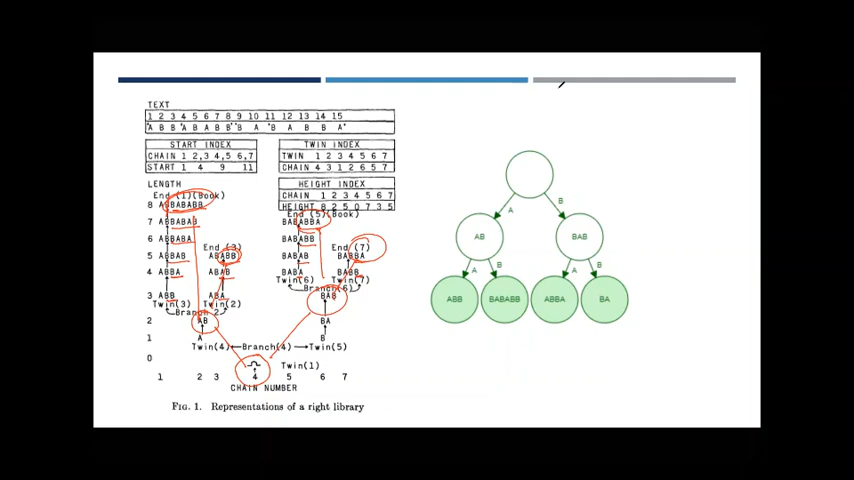 TEXT
1 2 3 4 5 6 7 8 9 10 11 12 13 14 15
'A B B 'A B A B B ' B A 'B A B B A'
START INDEX
CHAIN 1 2,3 4,5 6,7
START 1 4 9 11
TWIN INDEX
TWIN 1 2 3 4 5 6 7
CHAIN 4 3 1 2 6 5 7
HEIGHT INDEX
CHAIN 1 2 3 4 5 6 7
HEIGHT 8 2 5 0 7 3 5
LENGTH
End (1)(Book)
8 ABBABABB
End (5)(Book)
7 ABBABAB BABABBA
6 ABBABA BABABB
End (3) End (7)
5 ABBAB ABABB BABAB BABBA
4 ABBA ABAB BABA BABB
Twin(6) Twin(7)
Branch(6)
3 ABB ABA BAB
Twin(3) Twin(2)
Branch 2
2 AB BA
1 A B
Twin(4) Branch(4) Twin(5)
0 Twin(1)
1 2 3 4 5 6 7
CHAIN NUMBER
FIG. 1. Representations of a right library
A B
AB BAB
A B A B
ABB BABABB ABBA BA